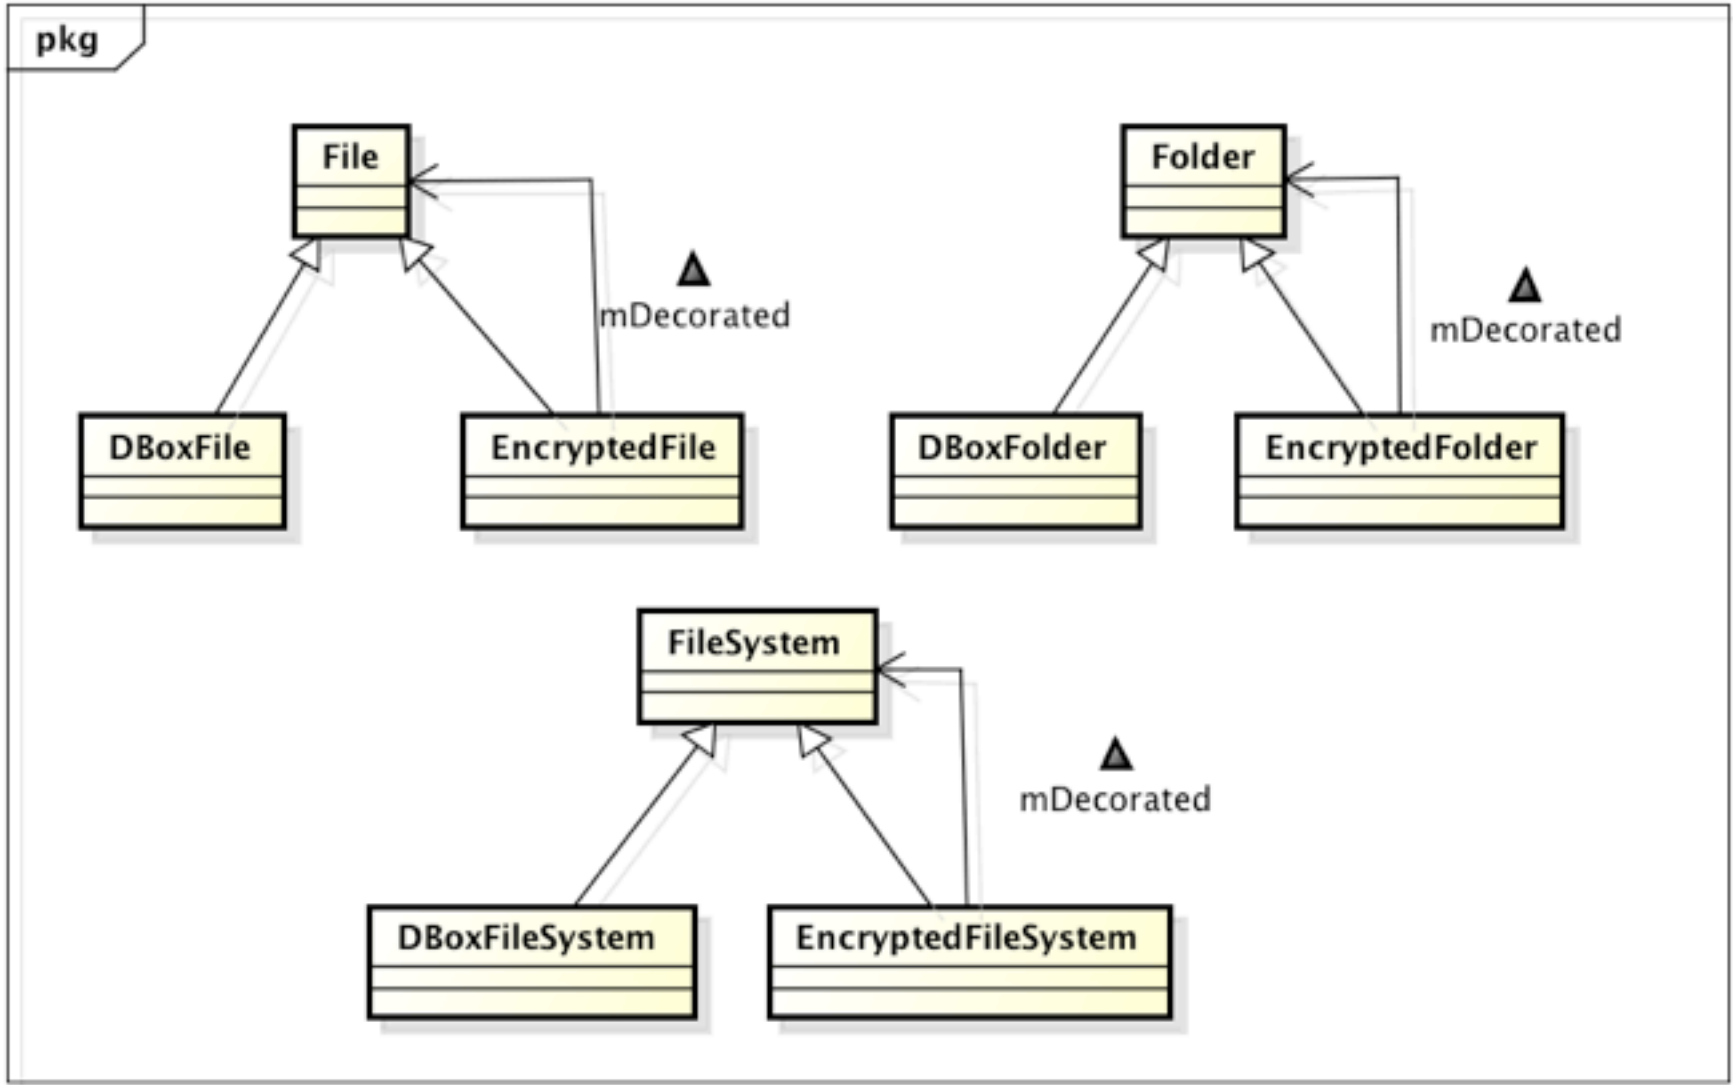 pkg
File
Folder
mDecorated
mDecorated
DBoxFile
EncryptedFile
DBoxFolder
EncryptedFolder
FileSystem
mDecorated
DBoxFileSystem
EncryptedFileSystem